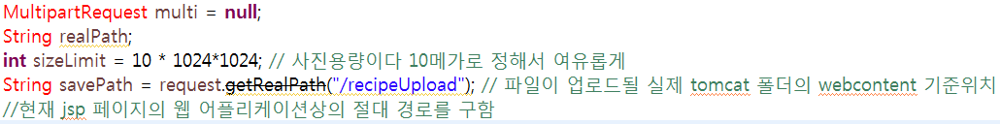 MultipartRequest multi = null;
String realPath;
int sizeLimit = 10 * 1024*1024; // 사진용량이다 10메가로 정해서 여유롭게
String savePath = request.getRealPath("/recipeUpload"); // 파일이 업로드될 실제 tomcat 폴더의 webcontent 기준위치
//현재 jsp 페이지의 웹 어플리케이션상의 절대 경로를 구함